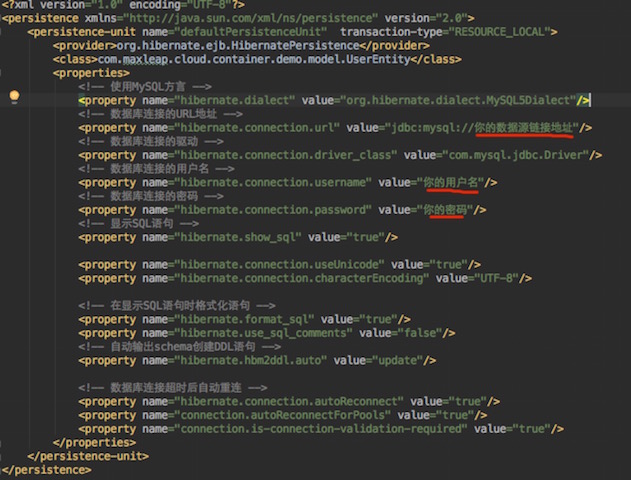 <?xml version="1.0" encoding="UTF-8"?>
<persistence xmlns="http://java.sun.com/xml/ns/persistence" version="2.0">
<persistence-unit name="defaultPersistenceUnit" transaction-type="RESOURCE_LOCAL">
<provider>org.hibernate.ejb.HibernatePersistence</provider>
<class>com.maxleap.cloud.container.demo.model.UserEntity</class>
<properties>
<!-- 使用MySQL方言 -->
<property name="hibernate.dialect" value="org.hibernate.dialect.MySQL5Dialect"/>
<!-- 数据库连接的URL地址 -->
<property name="hibernate.connection.url" value="jdbc:mysql://你的数据源链接地址"/>
<!-- 数据库连接的驱动 -->
<property name="hibernate.connection.driver_class" value="com.mysql.jdbc.Driver"/>
<!-- 数据库连接的用户名 -->
<property name="hibernate.connection.username" value="你的用户名"/>
<!-- 数据库连接的密码 -->
<property name="hibernate.connection.password" value="你的密码"/>
<!-- 显示SQL语句 -->
<property name="hibernate.show_sql" value="true"/>
<property name="hibernate.connection.useUnicode" value="true"/>
<property name="hibernate.connection.characterEncoding" value="UTF-8"/>
<!-- 在显示SQL语句时格式化语句 -->
<property name="hibernate.format_sql" value="true"/>
<property name="hibernate.use_sql_comments" value="false"/>
<!-- 自动输出schema创建DDL语句 -->
<property name="hibernate.hbm2ddl.auto" value="update"/>
<!-- 数据库连接超时后自动重连 -->
<property name="hibernate.connection.autoReconnect" value="true"/>
<property name="connection.autoReconnectForPools" value="true"/>
<property name="connection.is-connection-validation-required" value="true"/>
</properties>
</persistence-unit>
</persistence>